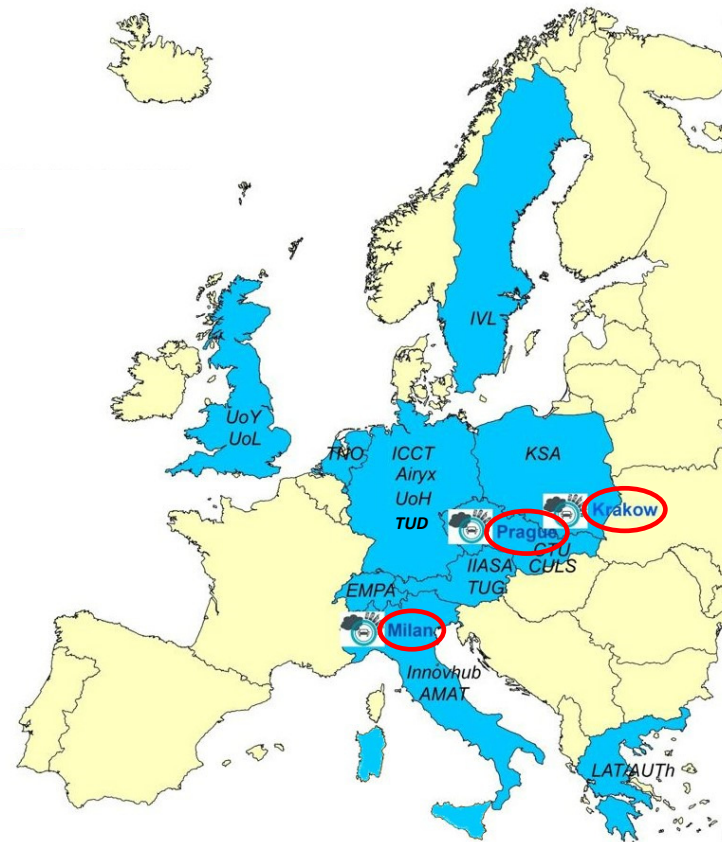 IVL
UoY
UoL
TNO
ICCT
Airyx
UoH
TUD
KSA
Krakow
Prague
CTU
CULS
IIASA
TUG
EMPA
Milan
Innovhub
AMAT
LAT/AUTh